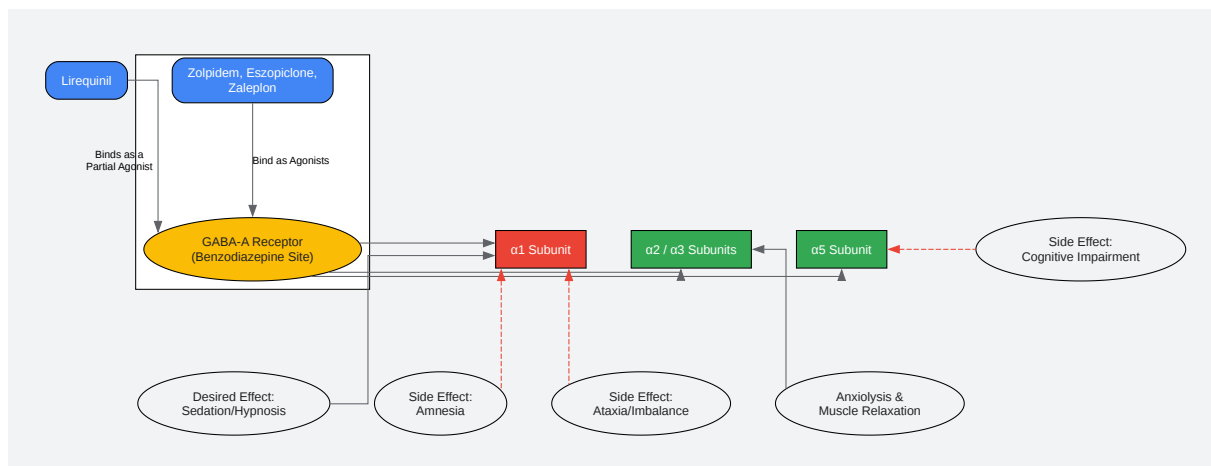 Lirequinil
Zolpidem, Eszopiclone,
Zaleplon
Binds as a
Partial Agonist
Bind as Agonists
GABA-A Receptor
(Benzodiazepine Site)
α1 Subunit
α2 / α3 Subunits
α5 Subunit
Side Effect:
Cognitive Impairment
Desired Effect:
Sedation/Hypnosis
Side Effect:
Amnesia
Side Effect:
Ataxia/Imbalance
Anxiolysis &
Muscle Relaxation